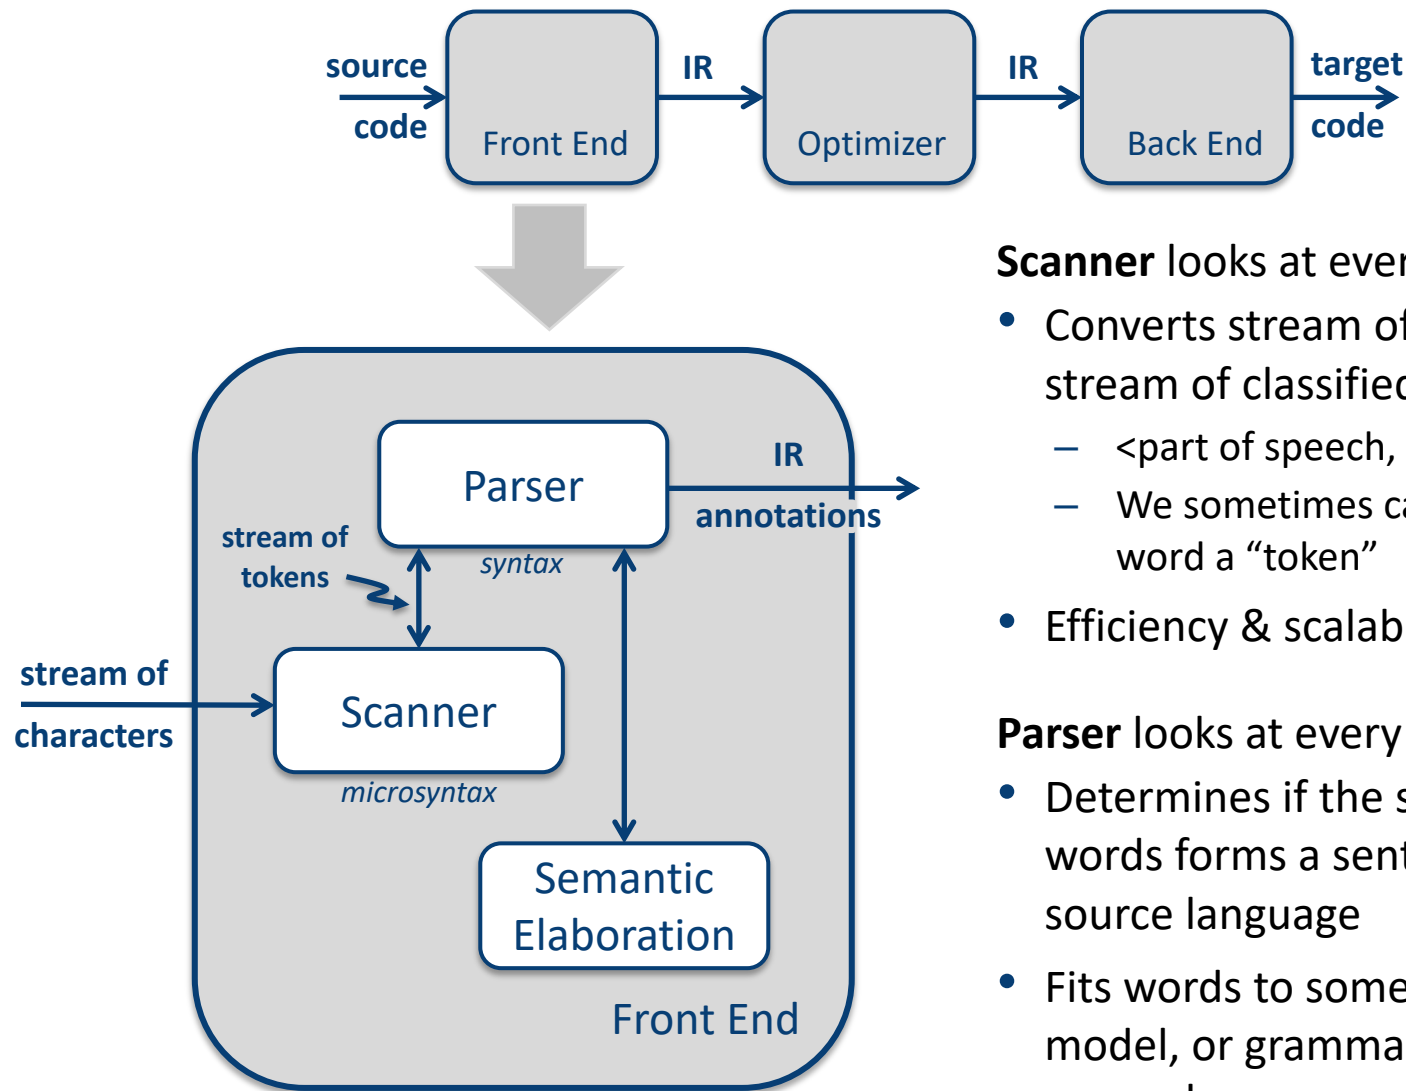 source
code
Front End
IR
Optimizer
IR
Back End
target
code
Parser
syntax
IR
annotations
stream of
tokens
stream of
characters
Scanner
microsyntax
Semantic
Elaboration
Front End
Scanner looks at ever
• Converts stream of
stream of classified
– <part of speech,
– We sometimes ca
word a “token”
• Efficiency & scalab
Parser looks at every
• Determines if the s
words forms a sent
source language
• Fits words to some
model, or gramma